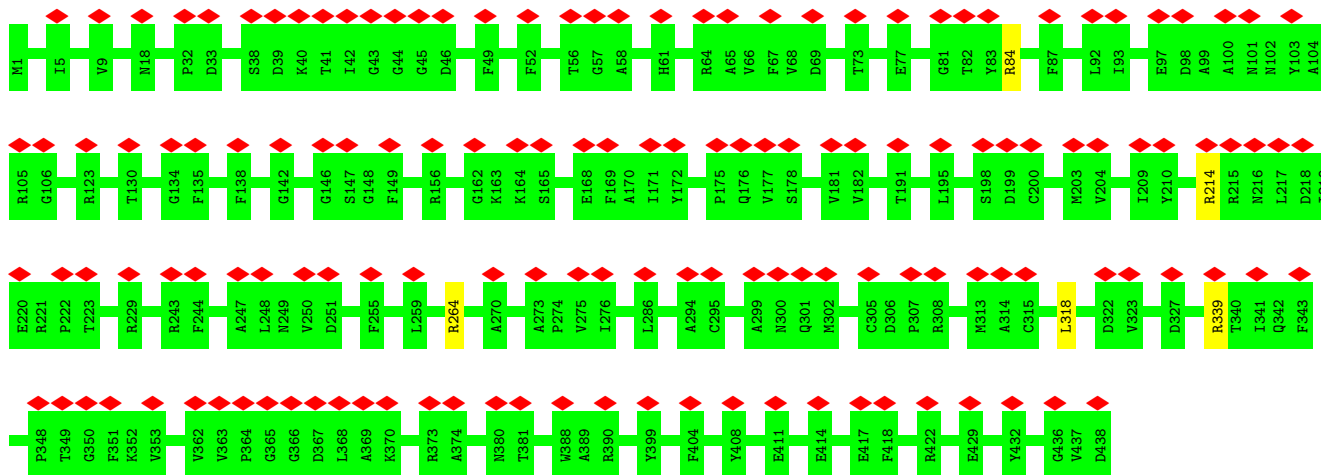 M1 I5 V9 N18 P32 D33 S38 D39 K40 T41 I42 G43 G44 G45 D46 F49 F52 T56 G57 A58 H61 R64 A65 V66 F67 V68 D69 T73 E77 G81 T82 Y83 R84 F87 L92 I93 E97 D98 A99 A100 N101 N102 Y103 A104
R105 G106 R123 T130 G134 F135 F138 G142 G146 S147 G148 F149 R156 G162 K163 K164 S165 E168 F169 A170 I171 Y172 P175 Q176 V177 S178 V181 V182 T191 L195 S198 D199 C200 M203 V204 I209 Y210 R214 R215 N216 L217 D218
E220 R221 P222 T223 R229 R243 F244 A247 L248 N249 V250 D251 F255 L259 R264 A270 A273 P274 V275 I276 L286 A294 C295 A299 N300 Q301 M302 C305 D306 P307 R308 M313 A314 C315 L318 D322 V323 D327 R339 T340 I341 Q342 F343
P348 T349 G350 F351 K352 V353 V362 V363 P364 G365 G366 D367 L368 A369 K370 R373 A374 N380 T381 W388 A389 R390 Y399 F404 Y408 E411 E414 E417 F418 R422 E429 Y432 G436 V437 D438